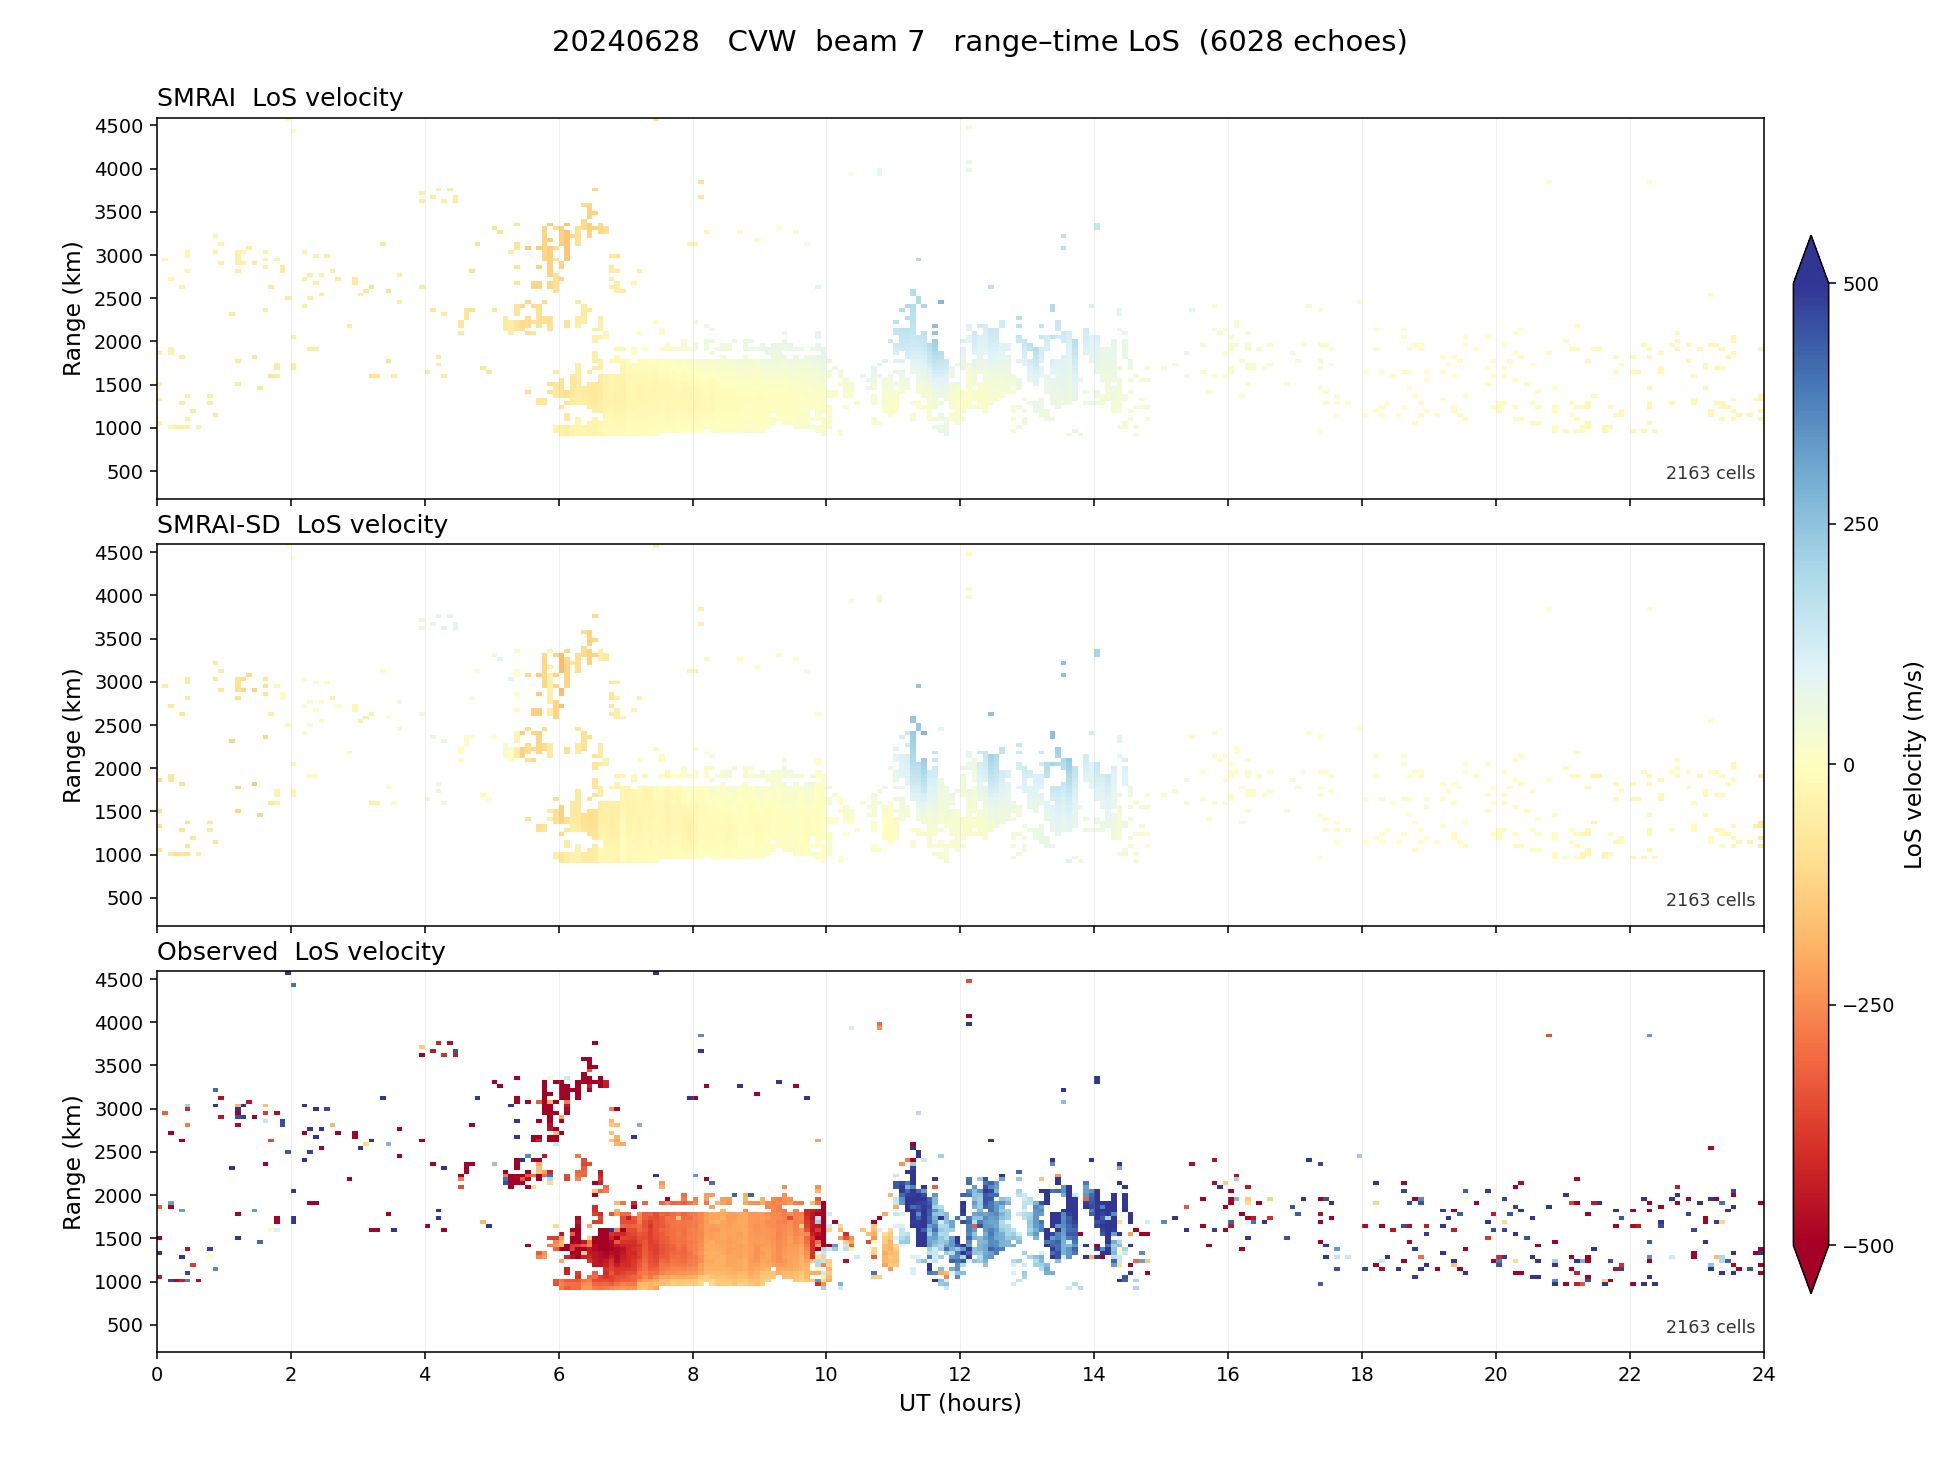 20240628   CVW  beam 7   range–time LoS  (6028 echoes)
SMRAI  LoS velocity
4500
4000
3500
3000
2500
2000
1500
1000
500
Range (km)
2163 cells
SMRAI-SD  LoS velocity
4500
4000
3500
3000
2500
2000
1500
1000
500
Range (km)
2163 cells
Observed  LoS velocity
4500
4000
3500
3000
2500
2000
1500
1000
500
Range (km)
2163 cells
0 2 4 6 8 10 12 14 16 18 20 22 24
UT (hours)
500
250
0
−250
−500
LoS velocity (m/s)